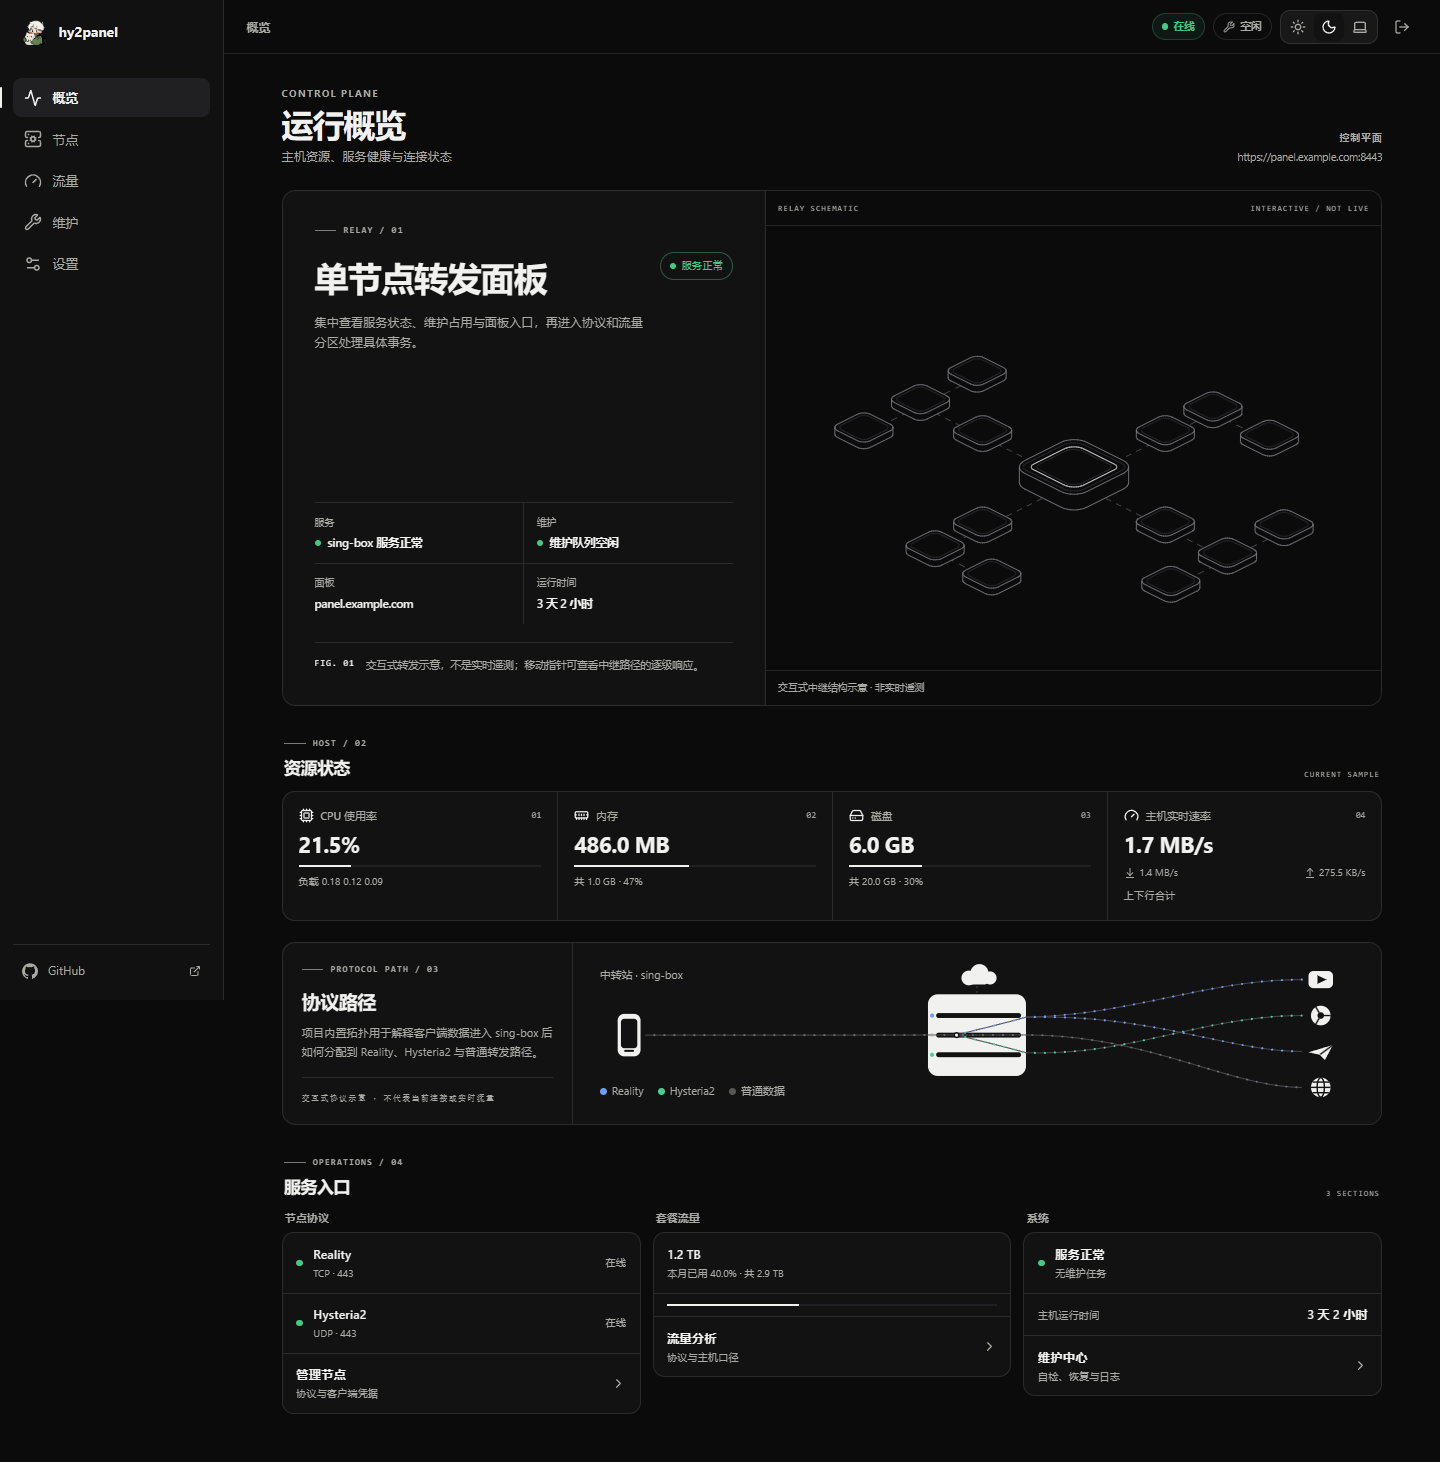 hy2panel
概览
节点
流量
维护
设置
GitHub
概览
在线
空闲
CONTROL PLANE
运行概览
主机资源、服务健康与连接状态
控制平面
https://panel.example.com:8443
RELAY / 01
单节点转发面板
服务正常
集中查看服务状态、维护占用与面板入口，再进入协议和流量
分区处理具体事务。
服务
sing-box 服务正常
维护
维护队列空闲
面板
panel.example.com
运行时间
3 天 2 小时
FIG. 01 交互式转发示意，不是实时遥测；移动指针可查看中继路径的逐级响应。
RELAY SCHEMATIC
INTERACTIVE / NOT LIVE
交互式中继结构示意 · 非实时遥测
HOST / 02
资源状态
CURRENT SAMPLE
CPU 使用率
01
21.5%
负载 0.18 0.12 0.09
内存
02
486.0 MB
共 1.0 GB · 47%
磁盘
03
6.0 GB
共 20.0 GB · 30%
主机实时速率
04
1.7 MB/s
1.4 MB/s
275.5 KB/s
上下行合计
PROTOCOL PATH / 03
协议路径
项目内置拓扑用于解释客户端数据进入 sing-box 后
如何分配到 Reality、Hysteria2 与普通转发路径。
交互式协议示意 · 不代表当前连接或实时流量
中转站 · sing-box
Reality
Hysteria2
普通数据
OPERATIONS / 04
服务入口
3 SECTIONS
节点协议
Reality
TCP · 443
在线
Hysteria2
UDP · 443
在线
管理节点
协议与客户端凭据
套餐流量
1.2 TB
本月已用 40.0% · 共 2.9 TB
流量分析
协议与主机口径
系统
服务正常
无维护任务
主机运行时间
3 天 2 小时
维护中心
自检、恢复与日志